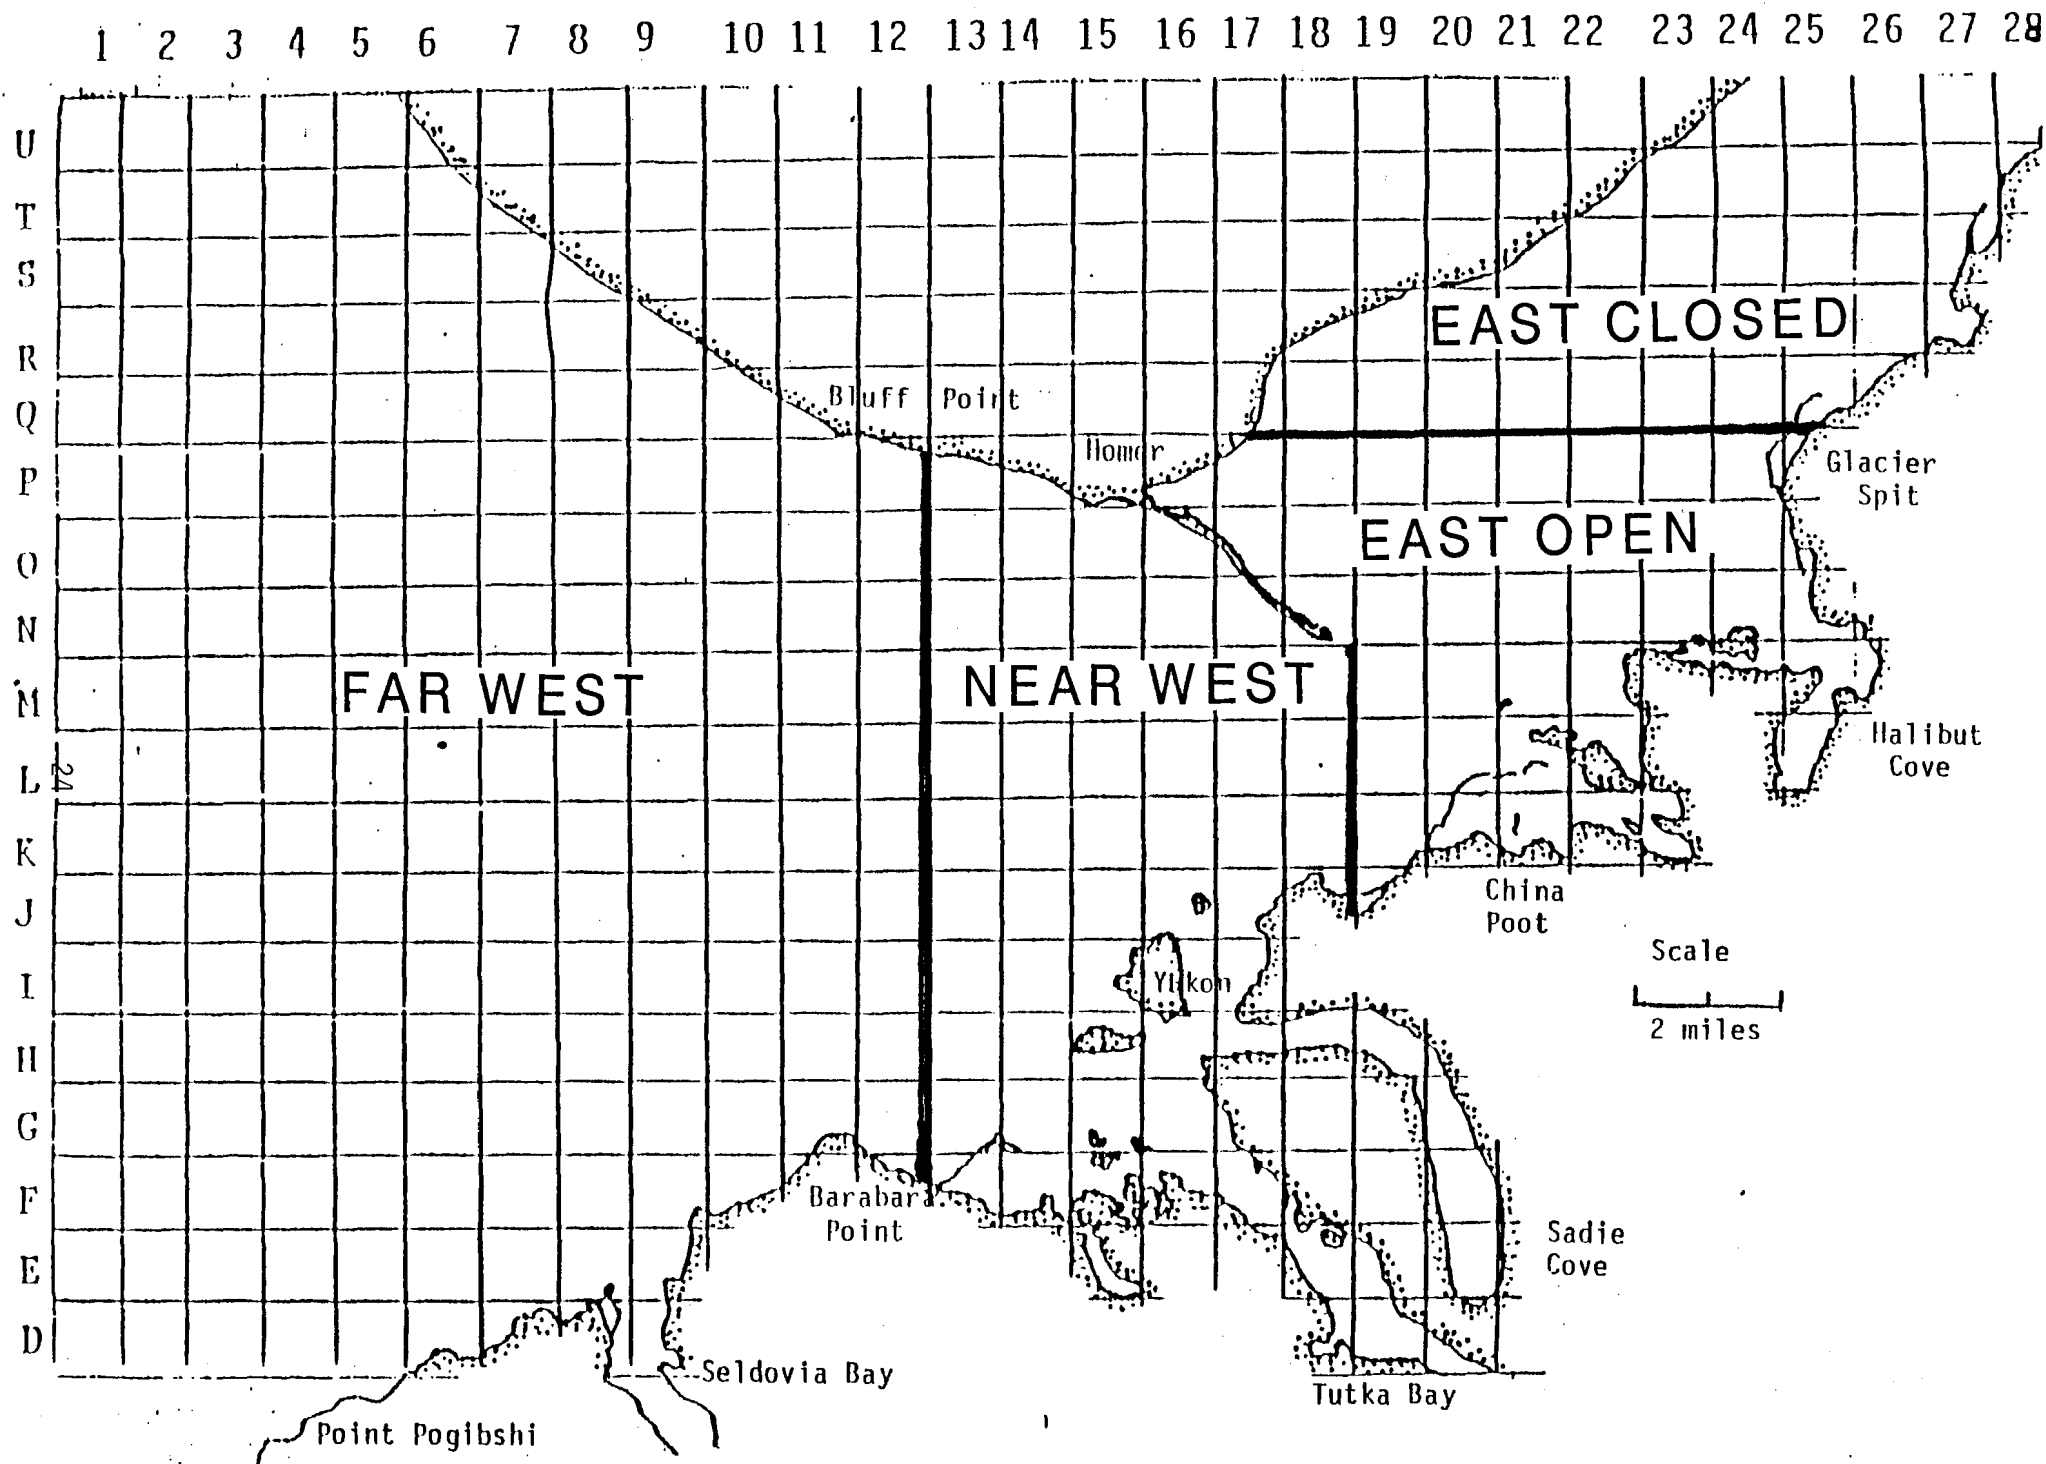 1 2 3 4 5 6 7 8 9 10 11 12 13 14 15 16 17 18 19 20 21 22 23 24 25 26 27 28
U
T
S
EAST CLOSED
R
Bluff Point
Q
Homer
Glacier
Spit
P
EAST OPEN
O
N
FAR WEST
NEAR WEST
M
Halibut
Cove
L
24
K
China
Poot
J
Scale
Yukon
I
2 miles
H
G
Barabara
Point
F
Sadie
Cove
E
D
Seldovia Bay
Tutka Bay
Point Pogibshi